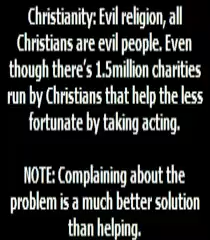 Christianity: Evil religion, all
Christians are evil people. Even
though there's 1.5million charities
run by Christians that help the less
fortunate by taking acting.
NOTE: Complaining about the
problem is a much better solution
than helping.